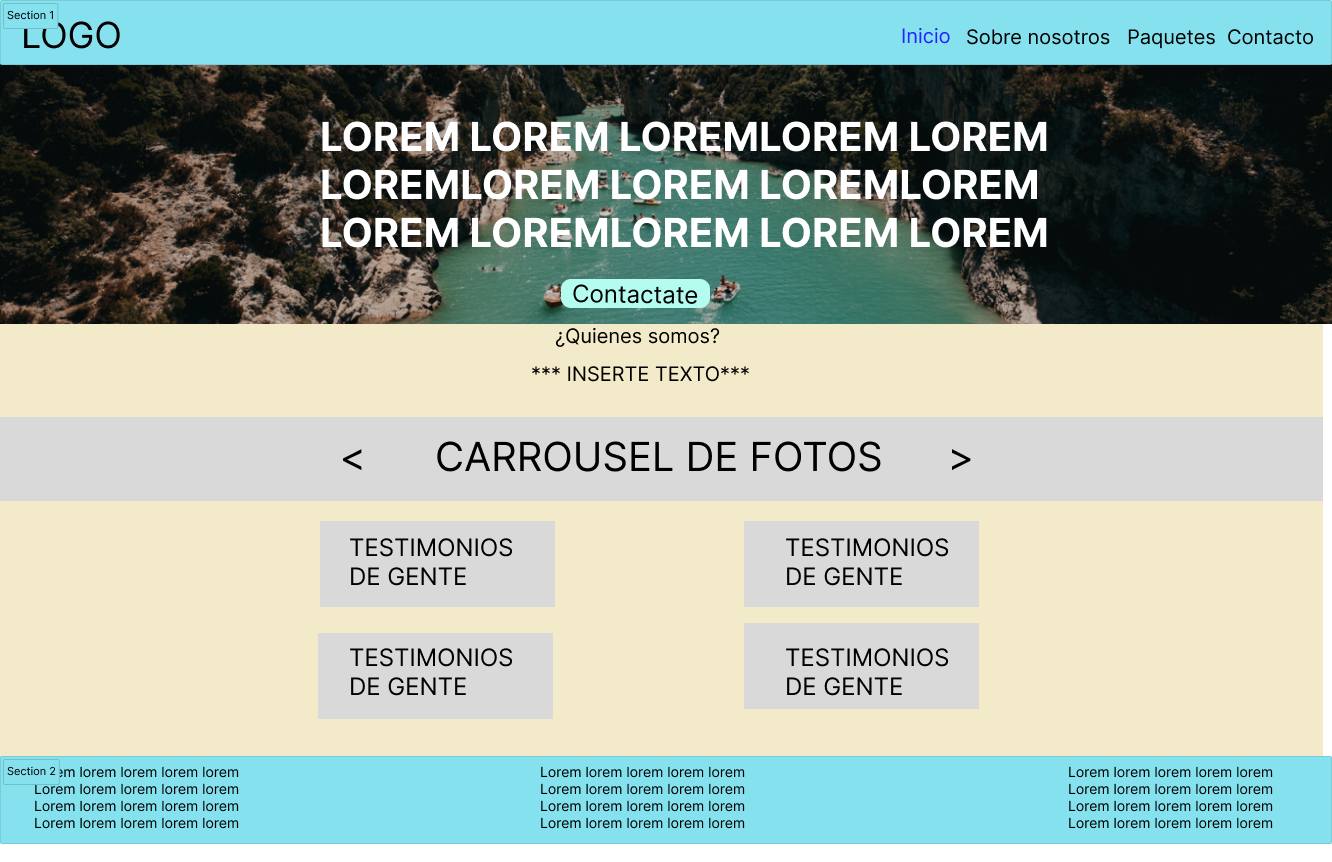 Section 1
LOGO
Inicio Sobre nosotros Paquetes Contacto
LOREM LOREM LOREMLOREM LOREM
LOREMLOREM LOREM LOREMLOREM
LOREM LOREMLOREM LOREM LOREM
Contactate
¿Quienes somos?
*** INSERTE TEXTO***
< CARROUSEL DE FOTOS >
TESTIMONIOS
DE GENTE
TESTIMONIOS
DE GENTE
TESTIMONIOS
DE GENTE
TESTIMONIOS
DE GENTE
Section 2
em lorem lorem lorem lorem
Lorem lorem lorem lorem lorem
Lorem lorem lorem lorem lorem
Lorem lorem lorem lorem lorem
Lorem lorem lorem lorem lorem
Lorem lorem lorem lorem lorem
Lorem lorem lorem lorem lorem
Lorem lorem lorem lorem lorem
Lorem lorem lorem lorem lorem
Lorem lorem lorem lorem lorem
Lorem lorem lorem lorem lorem
Lorem lorem lorem lorem lorem